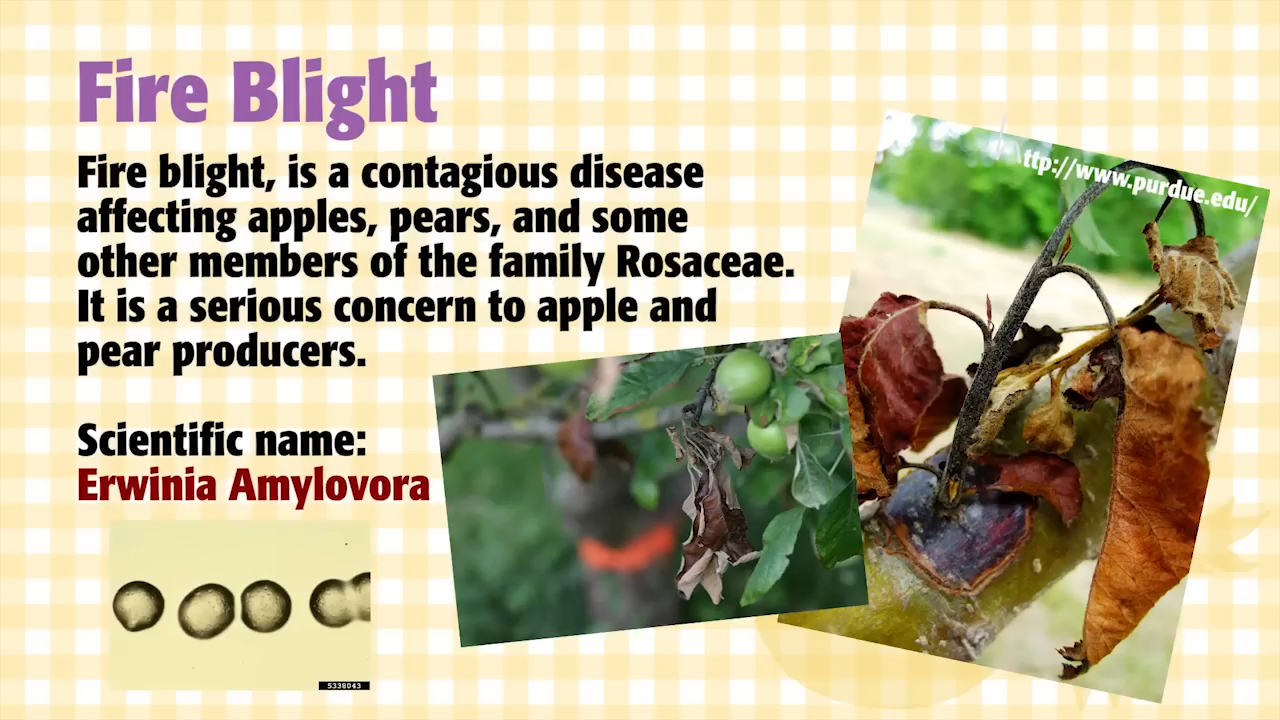 Fire Blight
Fire blight, is a contagious disease
affecting apples, pears, and some
other members of the family Rosaceae.
It is a serious concern to apple and
pear producers.
Scientific name:
Erwinia Amylovora
ttp://www.purdue.edu/
5338043